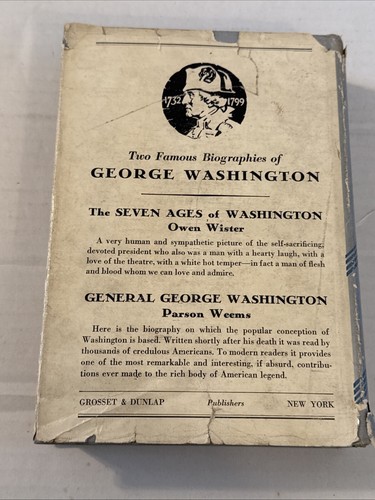 1732 1799
Two Famous Biographies of
GEORGE WASHINGTON
The SEVEN AGES of WASHINGTON
Owen Wister
A very human and sympathetic picture of the self-sacrificing,
devoted president who also was a man with a hearty laugh, with a
love of the theatre, with a white hot temper—in fact a man of flesh
and blood whom we can love and admire.
GENERAL GEORGE WASHINGTON
Parson Weems
Here is the biography on which the popular conception of
Washington is based. Written shortly after his death it was read by
thousands of credulous Americans. To modern readers it provides
one of the most remarkable and interesting, if absurd, contribu-
tions ever made to the rich body of American legend.
GROSSET & DUNLAP Publishers NEW YORK